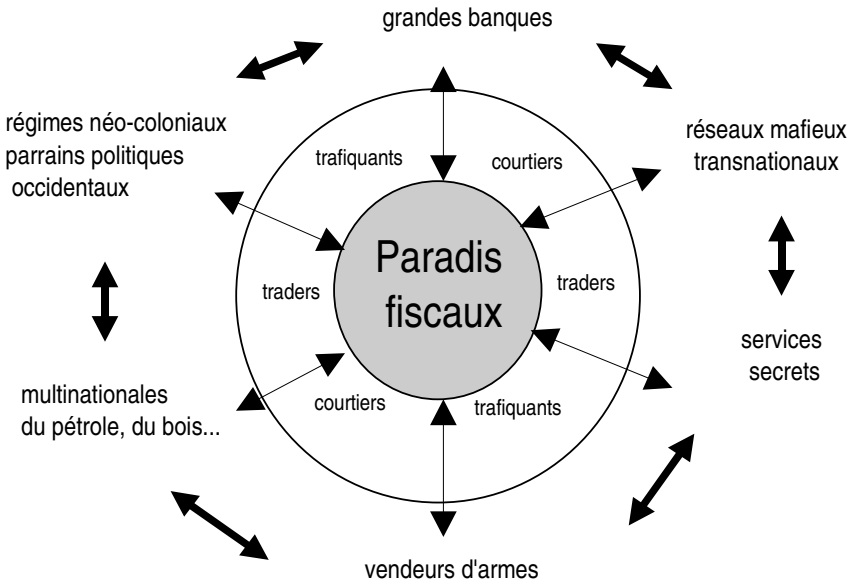 grandes banques
régimes néo-coloniaux
parrains politiques
occidentaux
réseaux mafieux
transnationaux
trafiquants
courtiers
Paradis
fiscaux
traders
traders
services
secrets
multinationales
du pétrole, du bois...
courtiers
trafiquants
vendeurs d'armes